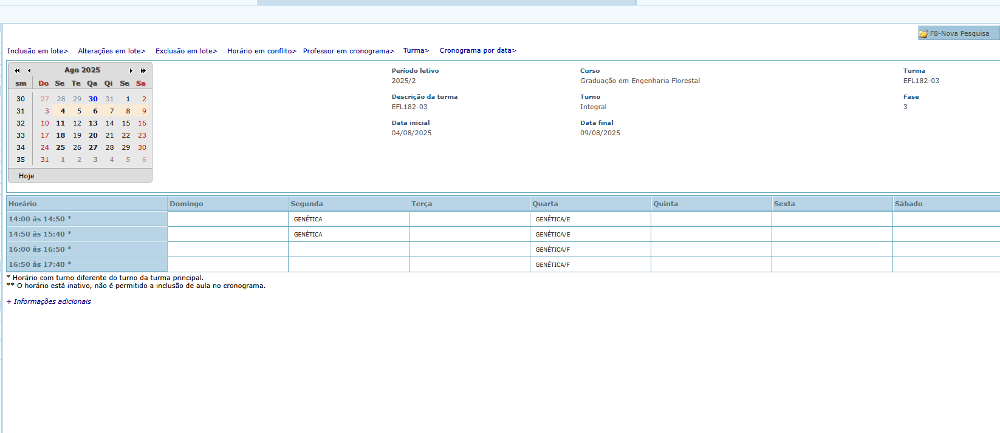 F8-Nova Pesquisa
Inclusão em lote> Alterações em lote> Exclusão em lote> Horário em conflito> Professor em cronograma> Turma> Cronograma por data>
Ago 2025
sm Do Se Te Qa Qi Se Sa
30 27 28 29 30 31 1 2
31 3 4 5 6 7 8 9
32 10 11 12 13 14 15 16
33 17 18 19 20 21 22 23
34 24 25 26 27 28 29 30
35 31 1 2 3 4 5 6
Hoje
Período letivo Curso Turma
2025/2 Graduação em Engenharia Florestal EFL182-03
Descrição da turma Turno Fase
EFL182-03 Integral 3
Data inicial Data final
04/08/2025 09/08/2025
Horário Domingo Segunda Terça Quarta Quinta Sexta Sábado
14:00 às 14:50 * GENÉTICA GENÉTICA/E
14:50 às 15:40 * GENÉTICA GENÉTICA/E
16:00 às 16:50 * GENÉTICA/F
16:50 às 17:40 * GENÉTICA/F
* Horário com turno diferente do turno da turma principal.
** O horário está inativo, não é permitido a inclusão de aula no cronograma.
+ Informações adicionais